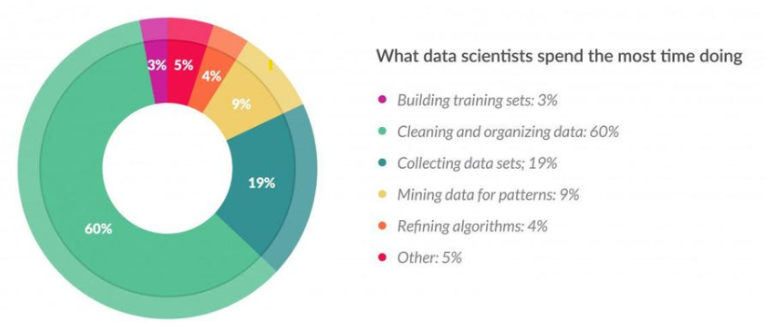 3% 5%
4%
9%
19%
60%
What data scientists spend the most time doing
Building training sets: 3%
Cleaning and organizing data: 60%
Collecting data sets; 19%
Mining data for patterns: 9%
Refining algorithms: 4%
Other: 5%